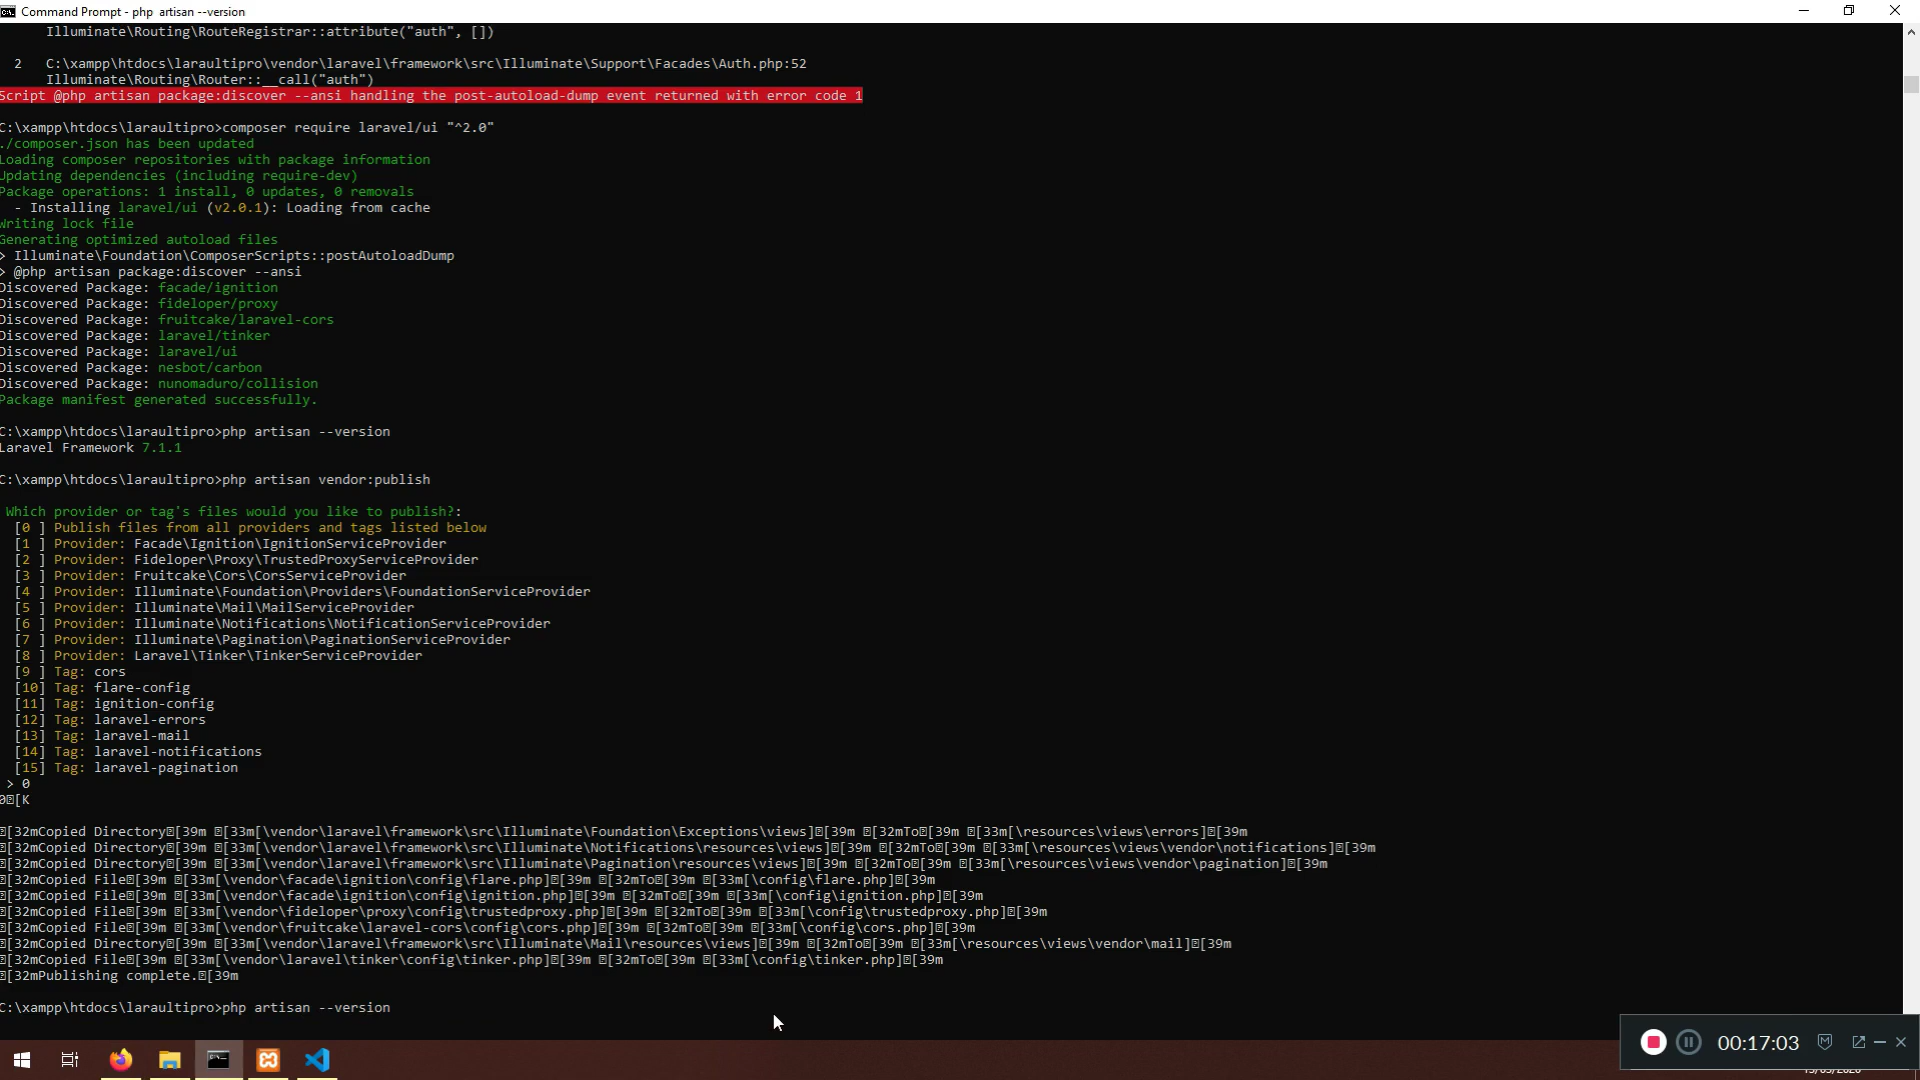 Command Prompt - php  artisan --version
Illuminate\Routing\RouteRegistrar::attribute("auth", [])
2   C:\xampp\htdocs\laraultipro\vendor\laravel\framework\src\Illuminate\Support\Facades\Auth.php:52
Illuminate\Routing\Router::__call("auth")
Script @php artisan package:discover --ansi handling the post-autoload-dump event returned with error code 1
C:\xampp\htdocs\laraultipro>composer require laravel/ui "^2.0"
./composer.json has been updated
Loading composer repositories with package information
Updating dependencies (including require-dev)
Package operations: 1 install, 0 updates, 0 removals
- Installing laravel/ui (v2.0.1): Loading from cache
Writing lock file
Generating optimized autoload files
> Illuminate\Foundation\ComposerScripts::postAutoloadDump
> @php artisan package:discover --ansi
Discovered Package: facade/ignition
Discovered Package: fideloper/proxy
Discovered Package: fruitcake/laravel-cors
Discovered Package: laravel/tinker
Discovered Package: laravel/ui
Discovered Package: nesbot/carbon
Discovered Package: nunomaduro/collision
Package manifest generated successfully.
C:\xampp\htdocs\laraultipro>php artisan --version
Laravel Framework 7.1.1
C:\xampp\htdocs\laraultipro>php artisan vendor:publish
Which provider or tag's files would you like to publish?:
[0 ] Publish files from all providers and tags listed below
[1 ] Provider: Facade\Ignition\IgnitionServiceProvider
[2 ] Provider: Fideloper\Proxy\TrustedProxyServiceProvider
[3 ] Provider: Fruitcake\Cors\CorsServiceProvider
[4 ] Provider: Illuminate\Foundation\Providers\FoundationServiceProvider
[5 ] Provider: Illuminate\Mail\MailServiceProvider
[6 ] Provider: Illuminate\Notifications\NotificationServiceProvider
[7 ] Provider: Illuminate\Pagination\PaginationServiceProvider
[8 ] Provider: Laravel\Tinker\TinkerServiceProvider
[9 ] Tag: cors
[10] Tag: flare-config
[11] Tag: ignition-config
[12] Tag: laravel-errors
[13] Tag: laravel-mail
[14] Tag: laravel-notifications
[15] Tag: laravel-pagination
> 0
0⍰[K
⍰[32mCopied Directory⍰[39m ⍰[33m[\vendor\laravel\framework\src\Illuminate\Foundation\Exceptions\views]⍰[39m ⍰[32mTo⍰[39m ⍰[33m[\resources\views\errors]⍰[39m
⍰[32mCopied Directory⍰[39m ⍰[33m[\vendor\laravel\framework\src\Illuminate\Notifications\resources\views]⍰[39m ⍰[32mTo⍰[39m ⍰[33m[\resources\views\vendor\notifications]⍰[39m
⍰[32mCopied Directory⍰[39m ⍰[33m[\vendor\laravel\framework\src\Illuminate\Pagination\resources\views]⍰[39m ⍰[32mTo⍰[39m ⍰[33m[\resources\views\vendor\pagination]⍰[39m
⍰[32mCopied File⍰[39m ⍰[33m[\vendor\facade\ignition\config\flare.php]⍰[39m ⍰[32mTo⍰[39m ⍰[33m[\config\flare.php]⍰[39m
⍰[32mCopied File⍰[39m ⍰[33m[\vendor\facade\ignition\config\ignition.php]⍰[39m ⍰[32mTo⍰[39m ⍰[33m[\config\ignition.php]⍰[39m
⍰[32mCopied File⍰[39m ⍰[33m[\vendor\fideloper\proxy\config\trustedproxy.php]⍰[39m ⍰[32mTo⍰[39m ⍰[33m[\config\trustedproxy.php]⍰[39m
⍰[32mCopied File⍰[39m ⍰[33m[\vendor\fruitcake\laravel-cors\config\cors.php]⍰[39m ⍰[32mTo⍰[39m ⍰[33m[\config\cors.php]⍰[39m
⍰[32mCopied Directory⍰[39m ⍰[33m[\vendor\laravel\framework\src\Illuminate\Mail\resources\views]⍰[39m ⍰[32mTo⍰[39m ⍰[33m[\resources\views\vendor\mail]⍰[39m
⍰[32mCopied File⍰[39m ⍰[33m[\vendor\laravel\tinker\config\tinker.php]⍰[39m ⍰[32mTo⍰[39m ⍰[33m[\config\tinker.php]⍰[39m
⍰[32mPublishing complete.⍰[39m
C:\xampp\htdocs\laraultipro>php artisan --version
00:17:03